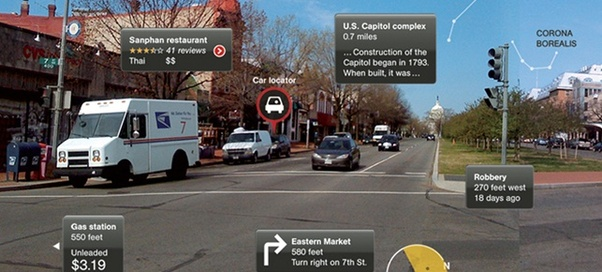 Sanphan restaurant
41 reviews
Thai $$
Car locator
U.S. Capitol complex
0.7 miles
... Construction of the
Capitol began in 1793.
When built, it was ...
CORONA
BOREALIS
7
Robbery
270 feet west
18 days ago
Gas station
550 feet
Unleaded
$3.19
Eastern Market
580 feet
Turn right on 7th St.
N